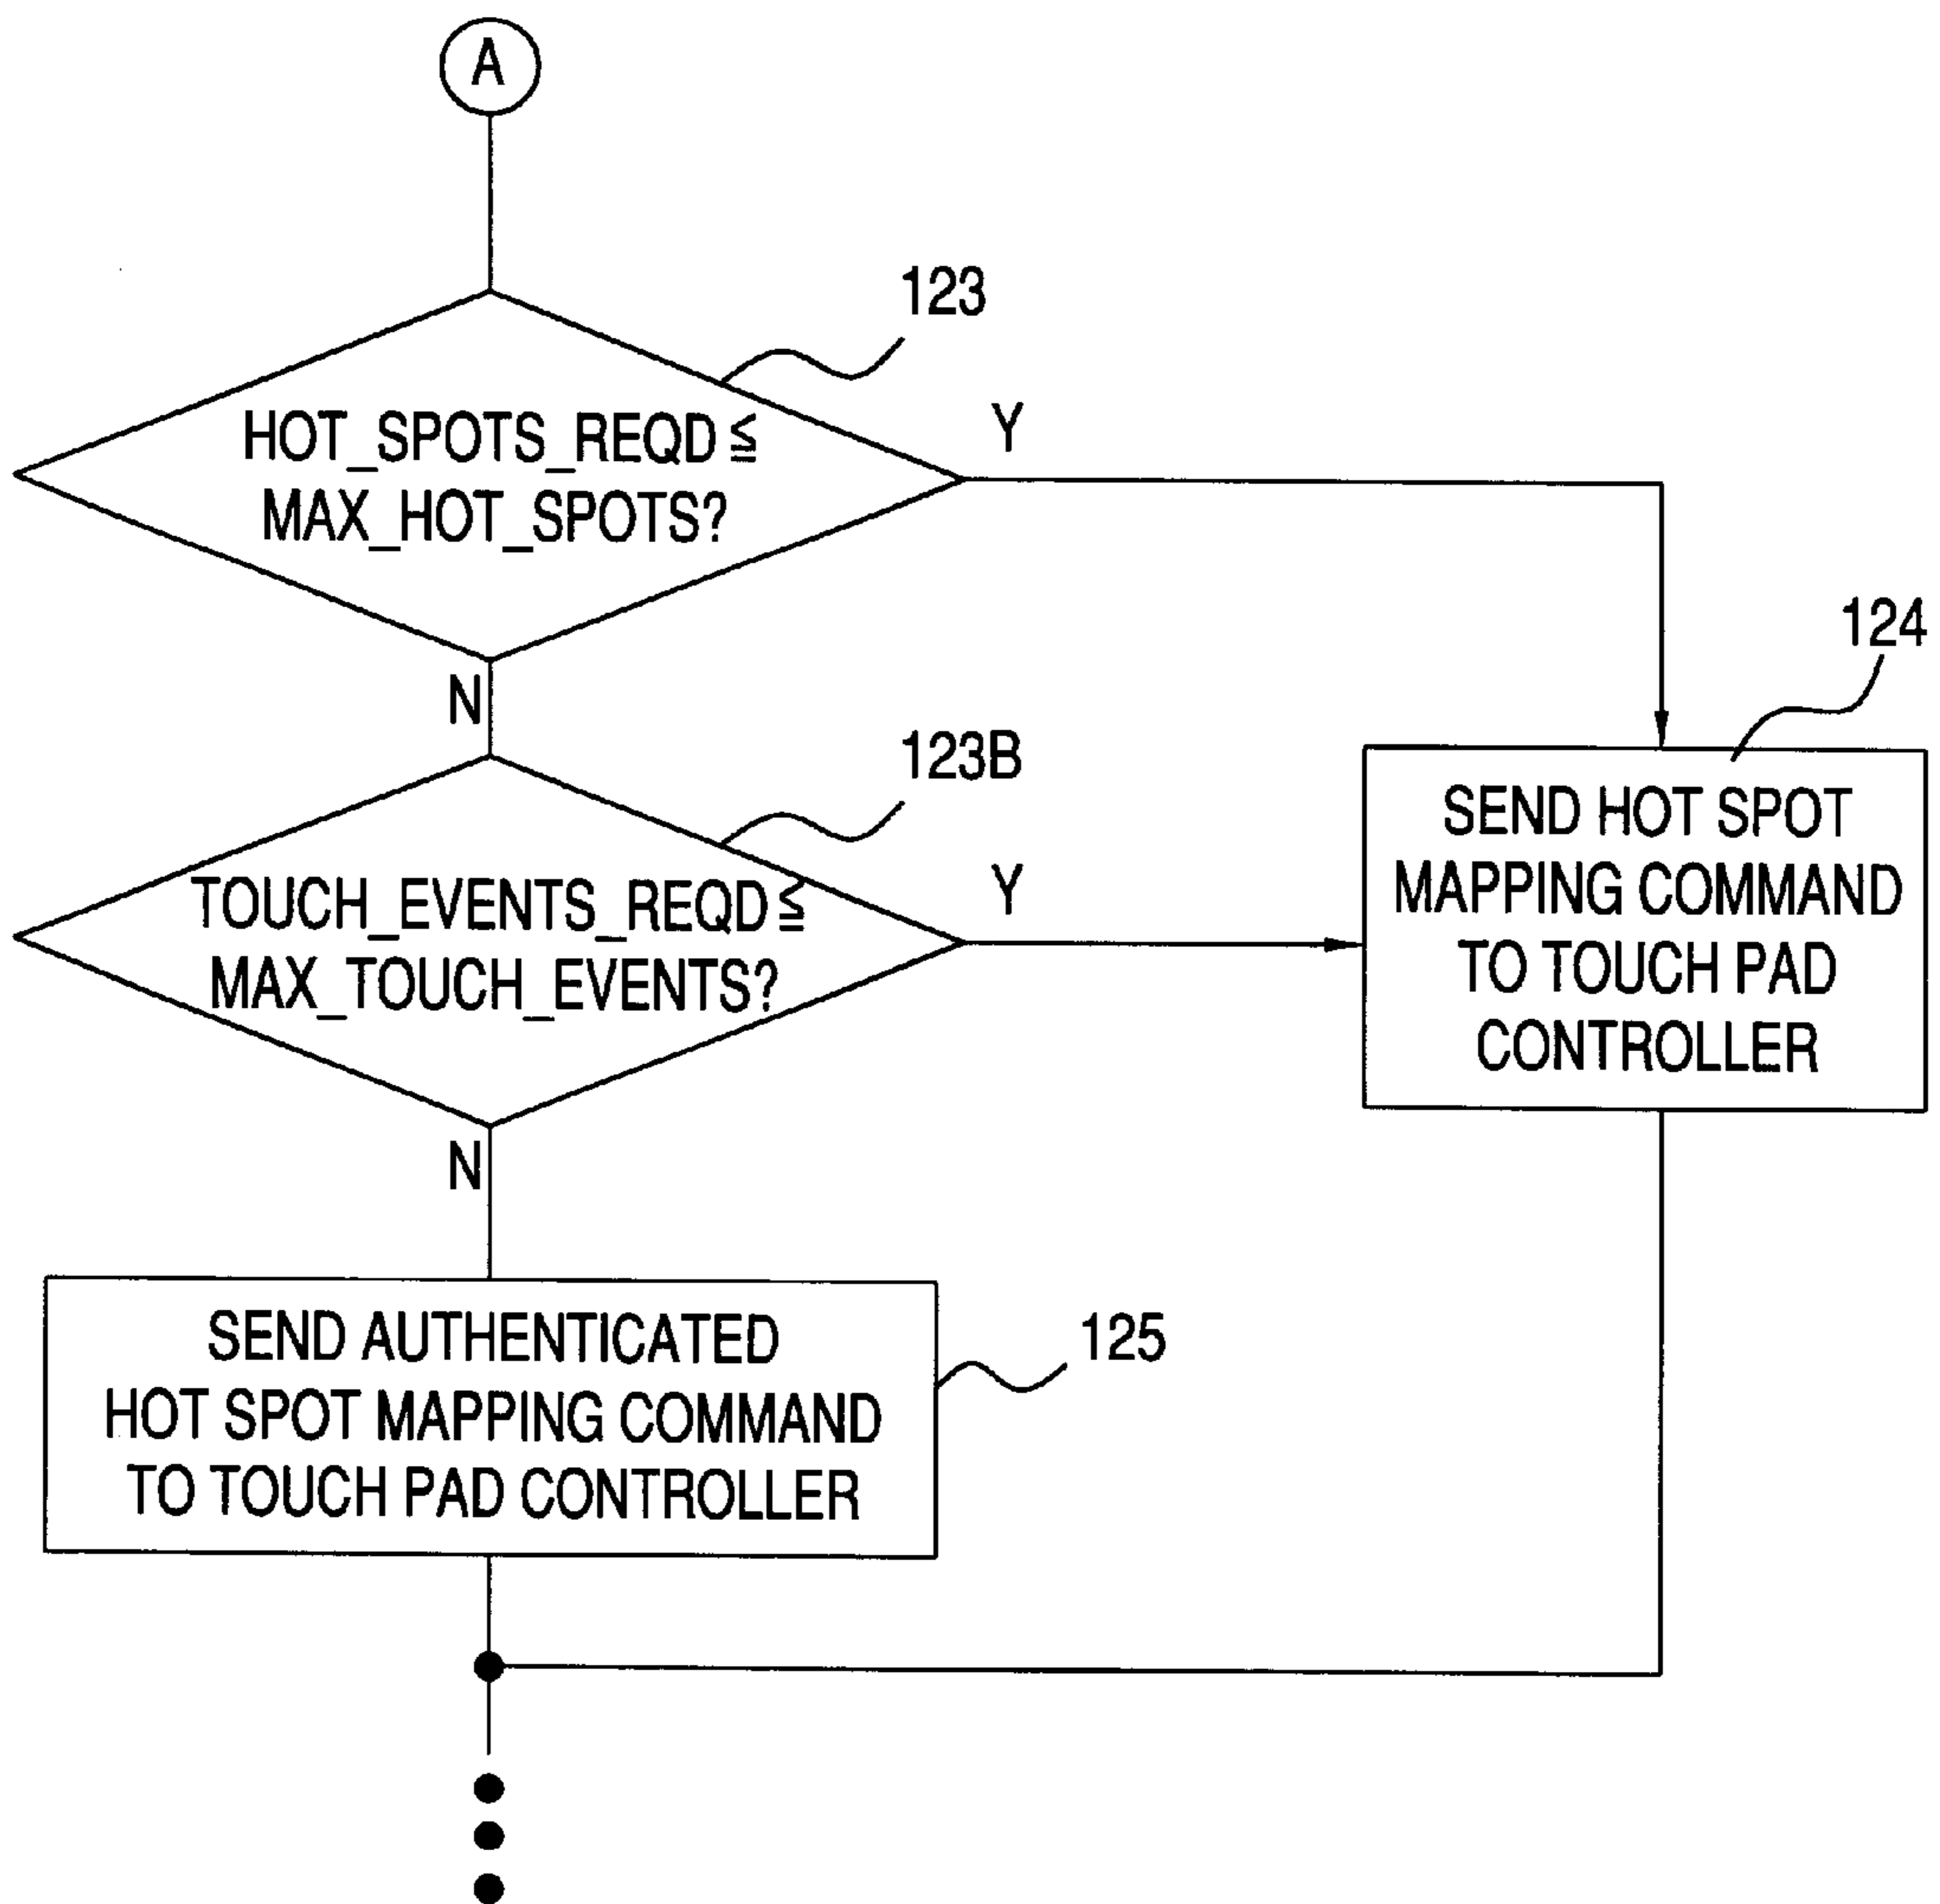 A
123
HOT_SPOTS_REQD ≦
MAX_HOT_SPOTS?
Y
N
124
SEND HOT SPOT
MAPPING COMMAND
TO TOUCH PAD
CONTROLLER
123B
TOUCH_EVENTS_REQD ≦
MAX_TOUCH_EVENTS?
Y
N
SEND AUTHENTICATED
HOT SPOT MAPPING COMMAND
TO TOUCH PAD CONTROLLER
125